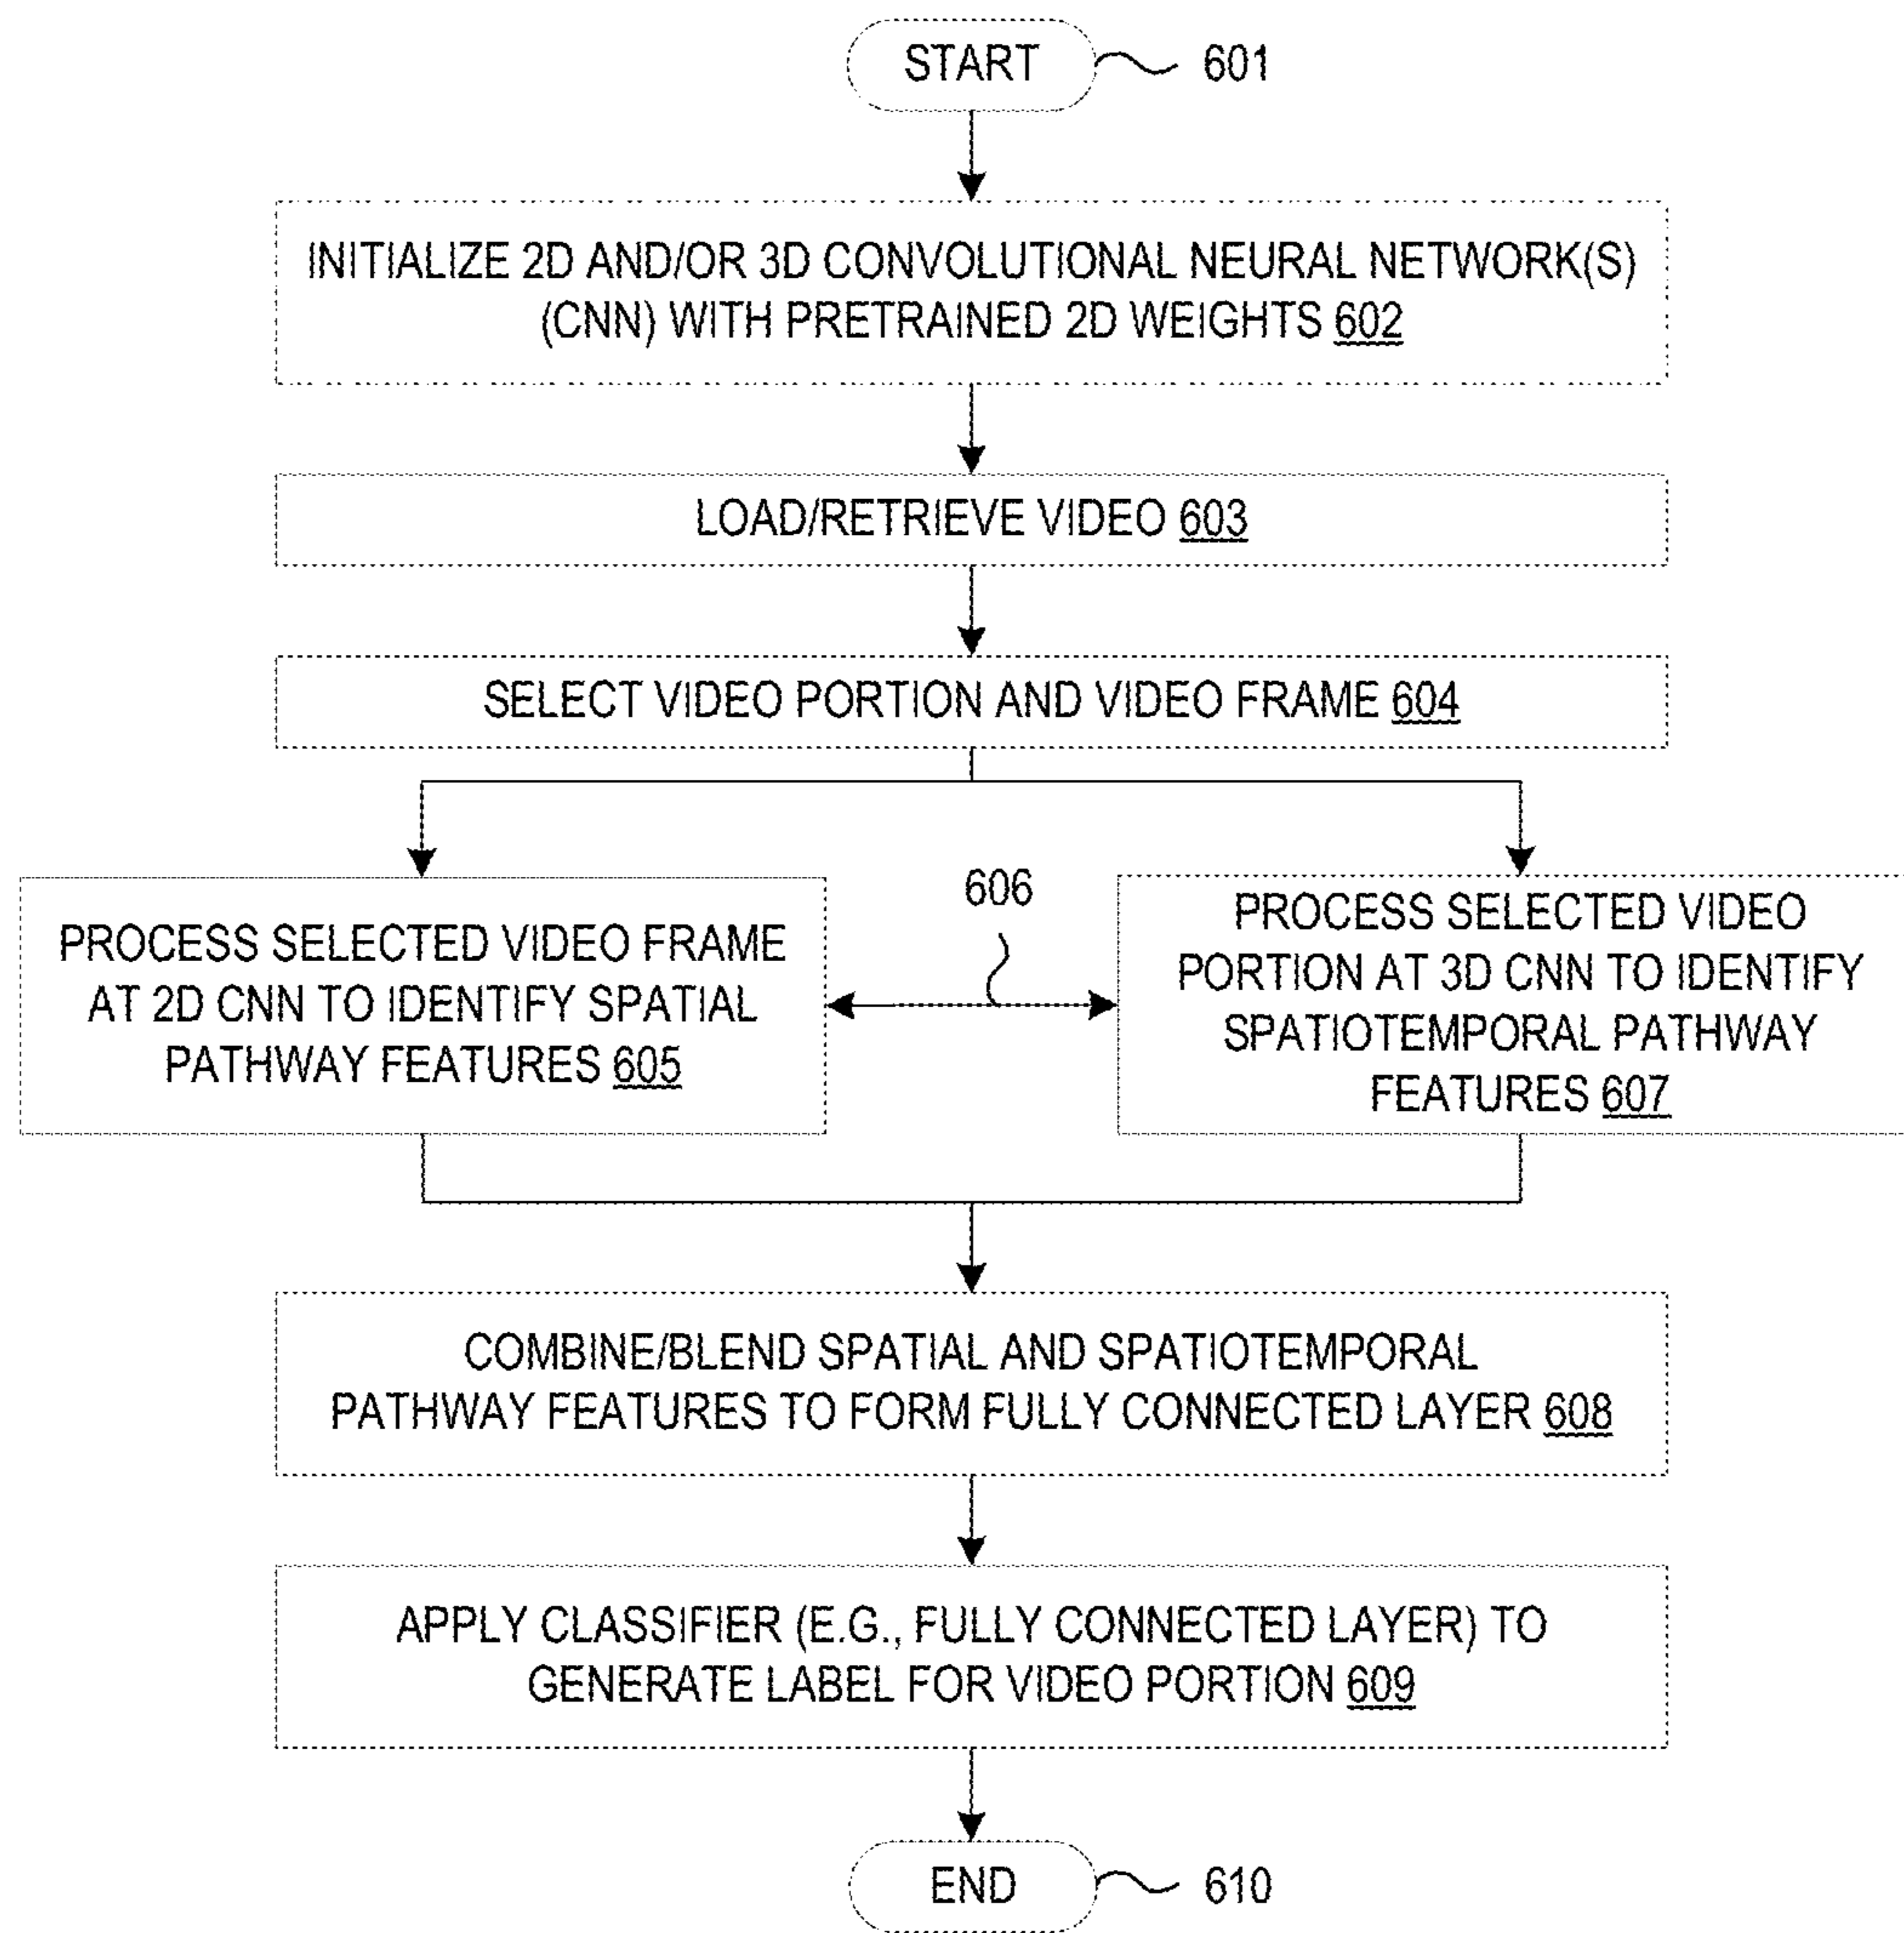 START
601
INITIALIZE 2D AND/OR 3D CONVOLUTIONAL NEURAL NETWORK(S)
(CNN) WITH PRETRAINED 2D WEIGHTS 602
LOAD/RETRIEVE VIDEO 603
SELECT VIDEO PORTION AND VIDEO FRAME 604
PROCESS SELECTED VIDEO FRAME
AT 2D CNN TO IDENTIFY SPATIAL
PATHWAY FEATURES 605
606
PROCESS SELECTED VIDEO
PORTION AT 3D CNN TO IDENTIFY
SPATIOTEMPORAL PATHWAY
FEATURES 607
COMBINE/BLEND SPATIAL AND SPATIOTEMPORAL
PATHWAY FEATURES TO FORM FULLY CONNECTED LAYER 608
APPLY CLASSIFIER (E.G., FULLY CONNECTED LAYER) TO
GENERATE LABEL FOR VIDEO PORTION 609
END
610